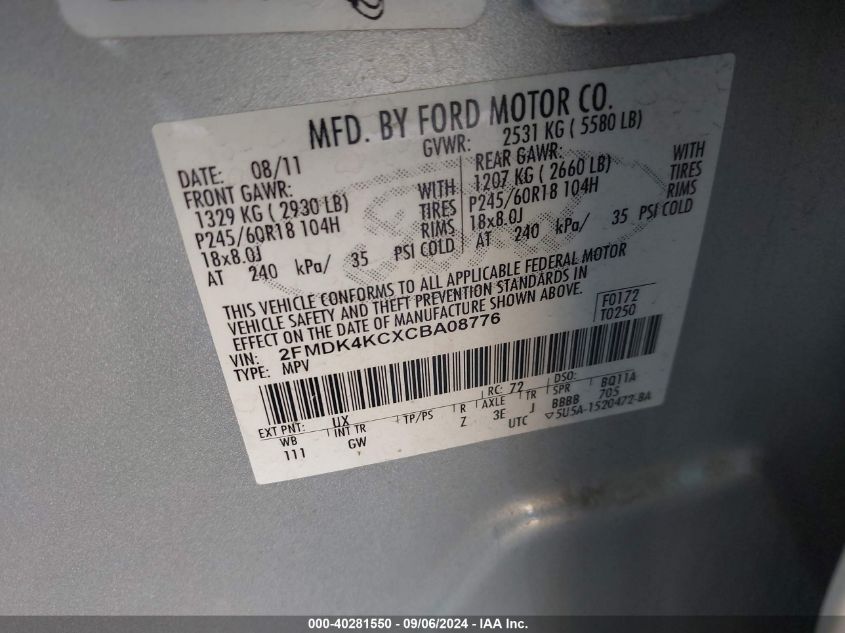 MFD. BY FORD MOTOR CO.
DATE: 08/11 GVWR: 2531 KG ( 5580 LB)
FRONT GAWR: REAR GAWR:
1329 KG ( 2930 LB) WITH 1207 KG ( 2660 LB) WITH
P245/60R18 104H TIRES P245/60R18 104H TIRES
18x8.0J RIMS 18x8.0J RIMS
AT 240 kPa/ 35 PSI COLD AT 240 kPa/ 35 PSI COLD
THIS VEHICLE CONFORMS TO ALL APPLICABLE FEDERAL MOTOR
VEHICLE SAFETY AND THEFT PREVENTION STANDARDS IN
EFFECT ON THE DATE OF MANUFACTURE SHOWN ABOVE.
F0172
T0250
VIN: 2FMDK4KCXCBA08776
TYPE: MPV
EXT PNT: UX RC: 72 DSO:
WB INT TR TP/PS R AXLE TR SPR BQ11A
111 GW Z 3E J BBBB 705
UTC ▽5U5A-1520472-BA
000-40281550 - 09/06/2024 - IAA Inc.